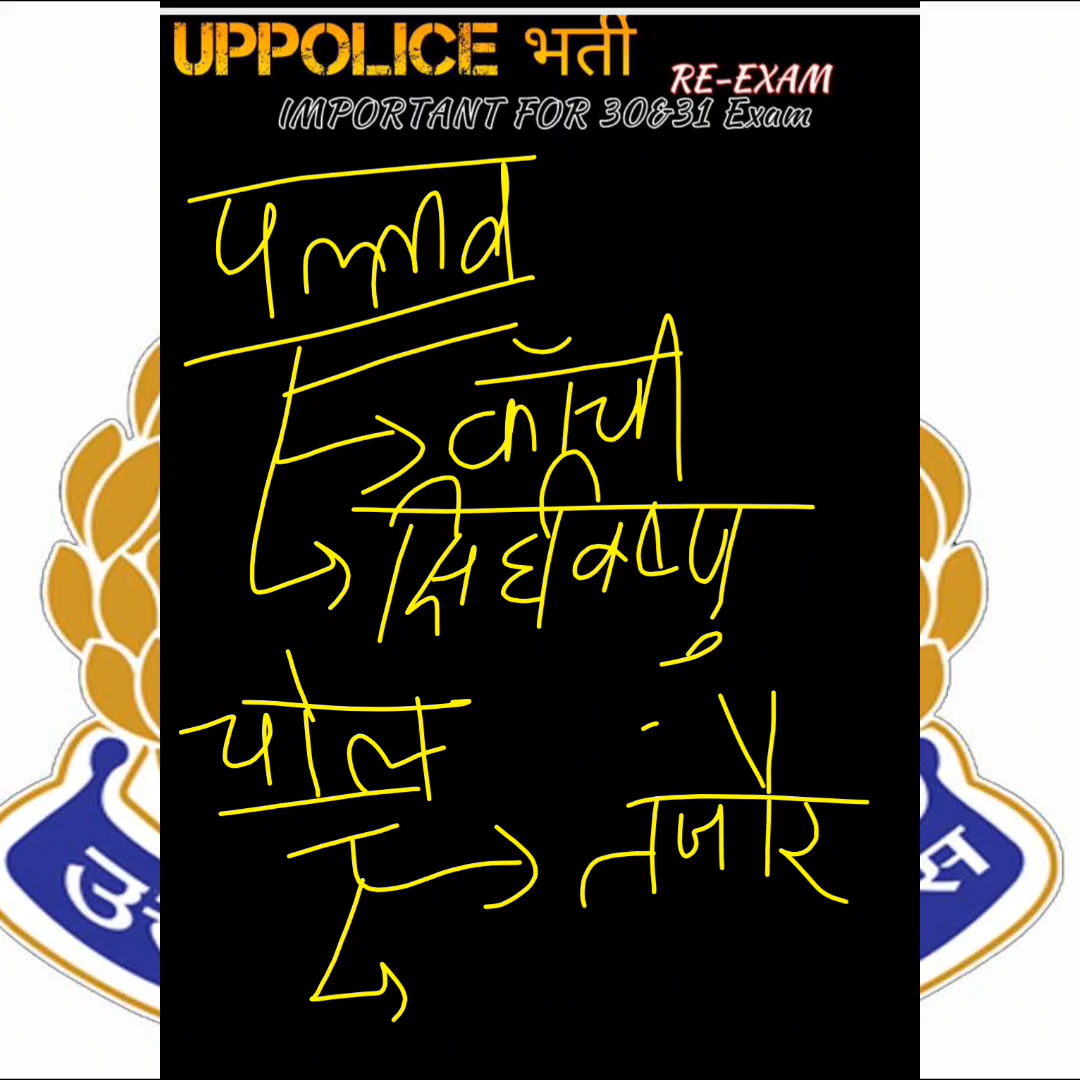 UPPOLICE भर्ती
RE-EXAM
IMPORTANT FOR 30&31 Exam
पल्लव
काँची
सिंहविष्णु
चोल
तंजौर